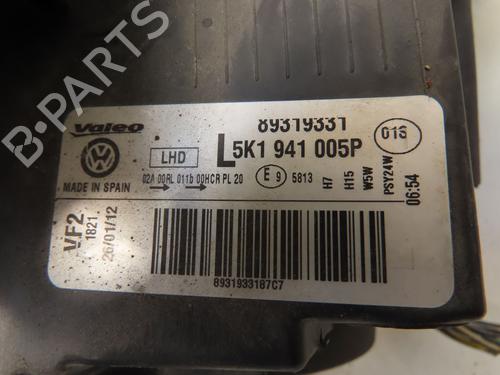 Valeo
89319331
01S
LHD
L 5K1 941 005P
MADE IN SPAIN
02A 00RL 011b 00HCR PL 20
E 9 5813
H7
H15
W5W
PSY24W
06:54
VF2
1821
26/01/12
8931933187C7
B-PARTS